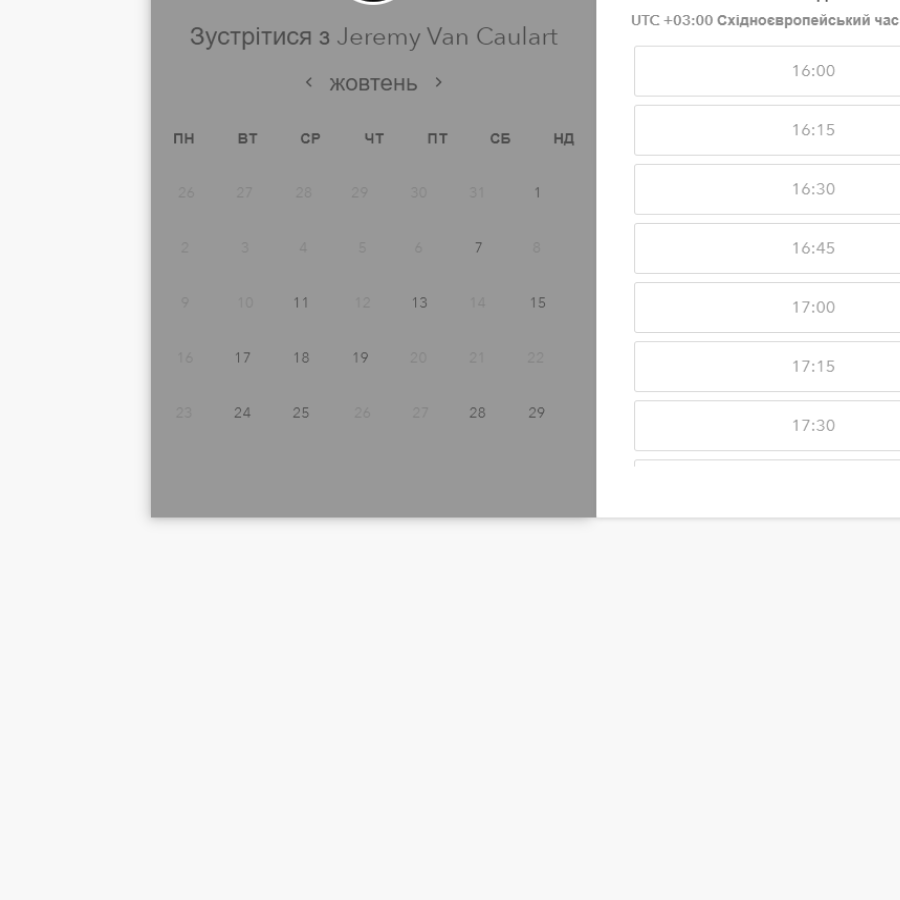 Зустрітися з Jeremy Van Caulart
жовтень
ПН ВТ СР ЧТ ПТ СБ НД
26 27 28 29 30 31 1
2 3 4 5 6 7 8
9 10 11 12 13 14 15
16 17 18 19 20 21 22
23 24 25 26 27 28 29
UTC +03:00 Східноєвропейський час
16:00
16:15
16:30
16:45
17:00
17:15
17:30